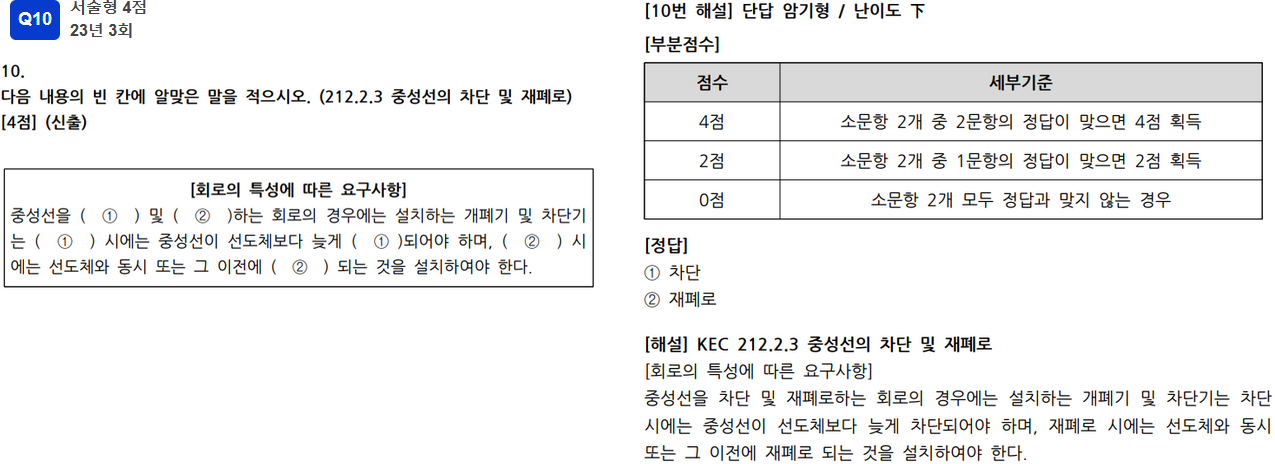 Q10
서술형 4점
23년 3회
10.
다음 내용의 빈 칸에 알맞은 말을 적으시오. (212.2.3 중성선의 차단 및 재폐로)
[4점] (신출)
[회로의 특성에 따른 요구사항]
중성선을 ( ① ) 및 ( ② )하는 회로의 경우에는 설치하는 개폐기 및 차단기
는 ( ① ) 시에는 중성선이 선도체보다 늦게 ( ① )되어야 하며, ( ② ) 시
에는 선도체와 동시 또는 그 이전에 ( ② ) 되는 것을 설치하여야 한다.
[10번 해설] 단답 암기형 / 난이도 下
[부분점수]
점수 세부기준
4점 소문항 2개 중 2문항의 정답이 맞으면 4점 획득
2점 소문항 2개 중 1문항의 정답이 맞으면 2점 획득
0점 소문항 2개 모두 정답과 맞지 않는 경우
[정답]
① 차단
② 재폐로
[해설] KEC 212.2.3 중성선의 차단 및 재폐로
[회로의 특성에 따른 요구사항]
중성선을 차단 및 재폐로하는 회로의 경우에는 설치하는 개폐기 및 차단기는 차단
시에는 중성선이 선도체보다 늦게 차단되어야 하며, 재폐로 시에는 선도체와 동시
또는 그 이전에 재폐로 되는 것을 설치하여야 한다.